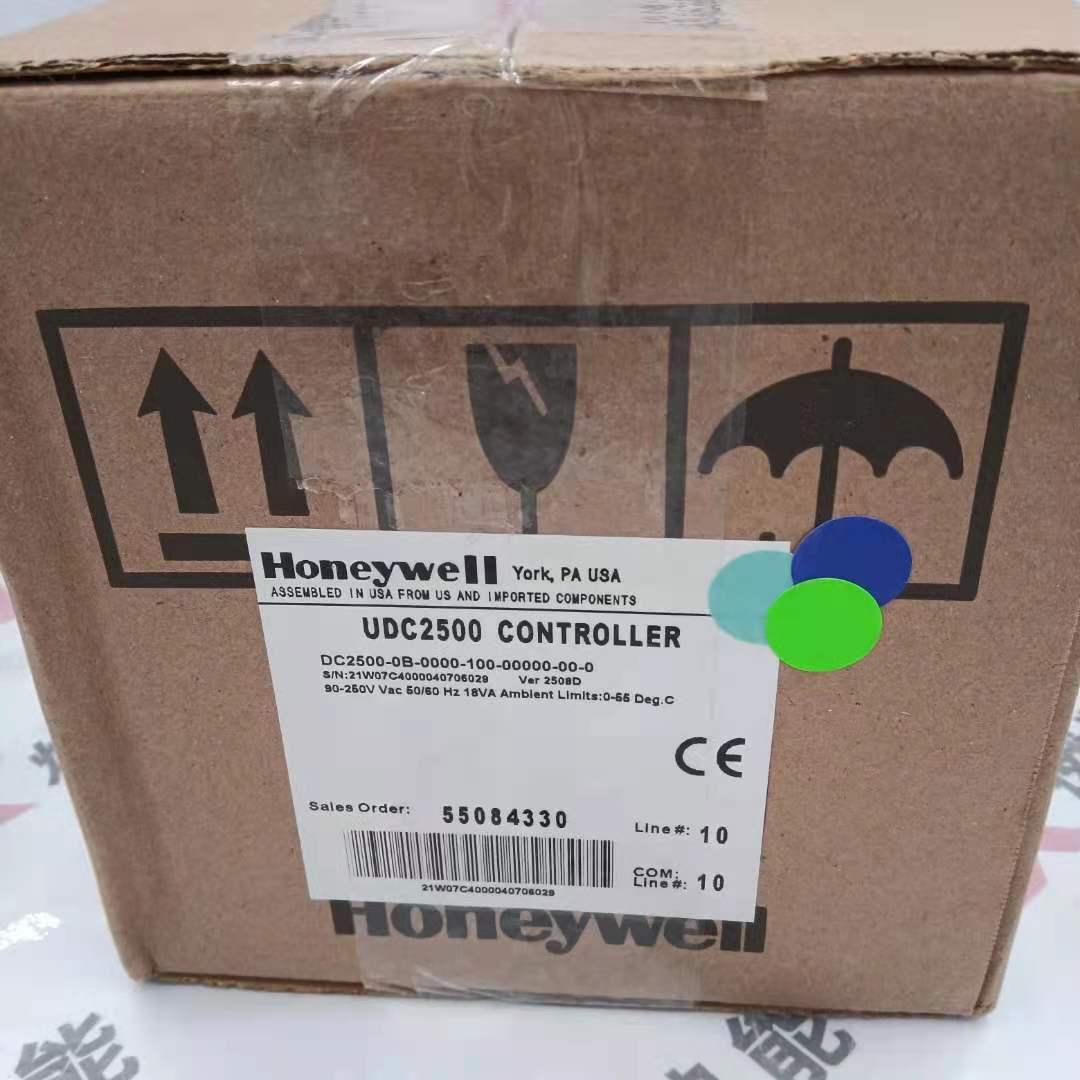 Honeywell York, PA USA
ASSEMBLED IN USA FROM US AND IMPORTED COMPONENTS
UDC2500 CONTROLLER
DC2500-0B-0000-100-00000-00-0
S/N:21W07C4000040706029 Ver 2508D
90-250V Vac 50/60 Hz 18VA Ambient Limits:0-55 Deg.C
CE
Sales Order: 55084330 Line#: 10
COM:
Line#: 10
21W07C4000040706029
Honeywell
能
能